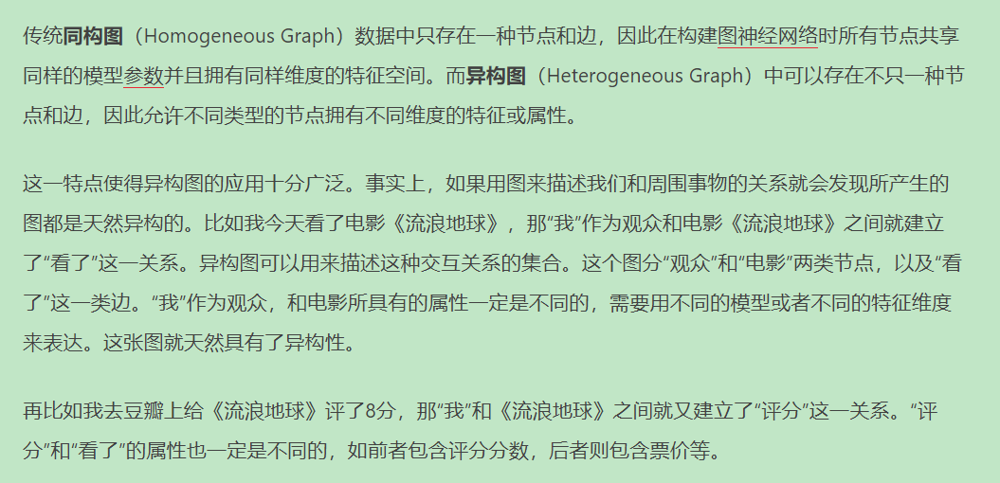 传统同构图（Homogeneous Graph）数据中只存在一种节点和边，因此在构建图神经网络时所有节点共享
同样的模型参数并且拥有同样维度的特征空间。而异构图（Heterogeneous Graph）中可以存在不只一种节
点和边，因此允许不同类型的节点拥有不同维度的特征或属性。
这一特点使得异构图的应用十分广泛。事实上，如果用图来描述我们和周围事物的关系就会发现所产生的
图都是天然异构的。比如我今天看了电影《流浪地球》，那“我”作为观众和电影《流浪地球》之间就建立
了“看了”这一关系。异构图可以用来描述这种交互关系的集合。这个图分“观众”和“电影”两类节点，以及“看
了”这一类边。“我”作为观众，和电影所具有的属性一定是不同的，需要用不同的模型或者不同的特征维度
来表达。这张图就天然具有了异构性。
再比如我去豆瓣上给《流浪地球》评了8分，那“我”和《流浪地球》之间就又建立了“评分”这一关系。“评
分”和“看了”的属性也一定是不同的，如前者包含评分分数，后者则包含票价等。